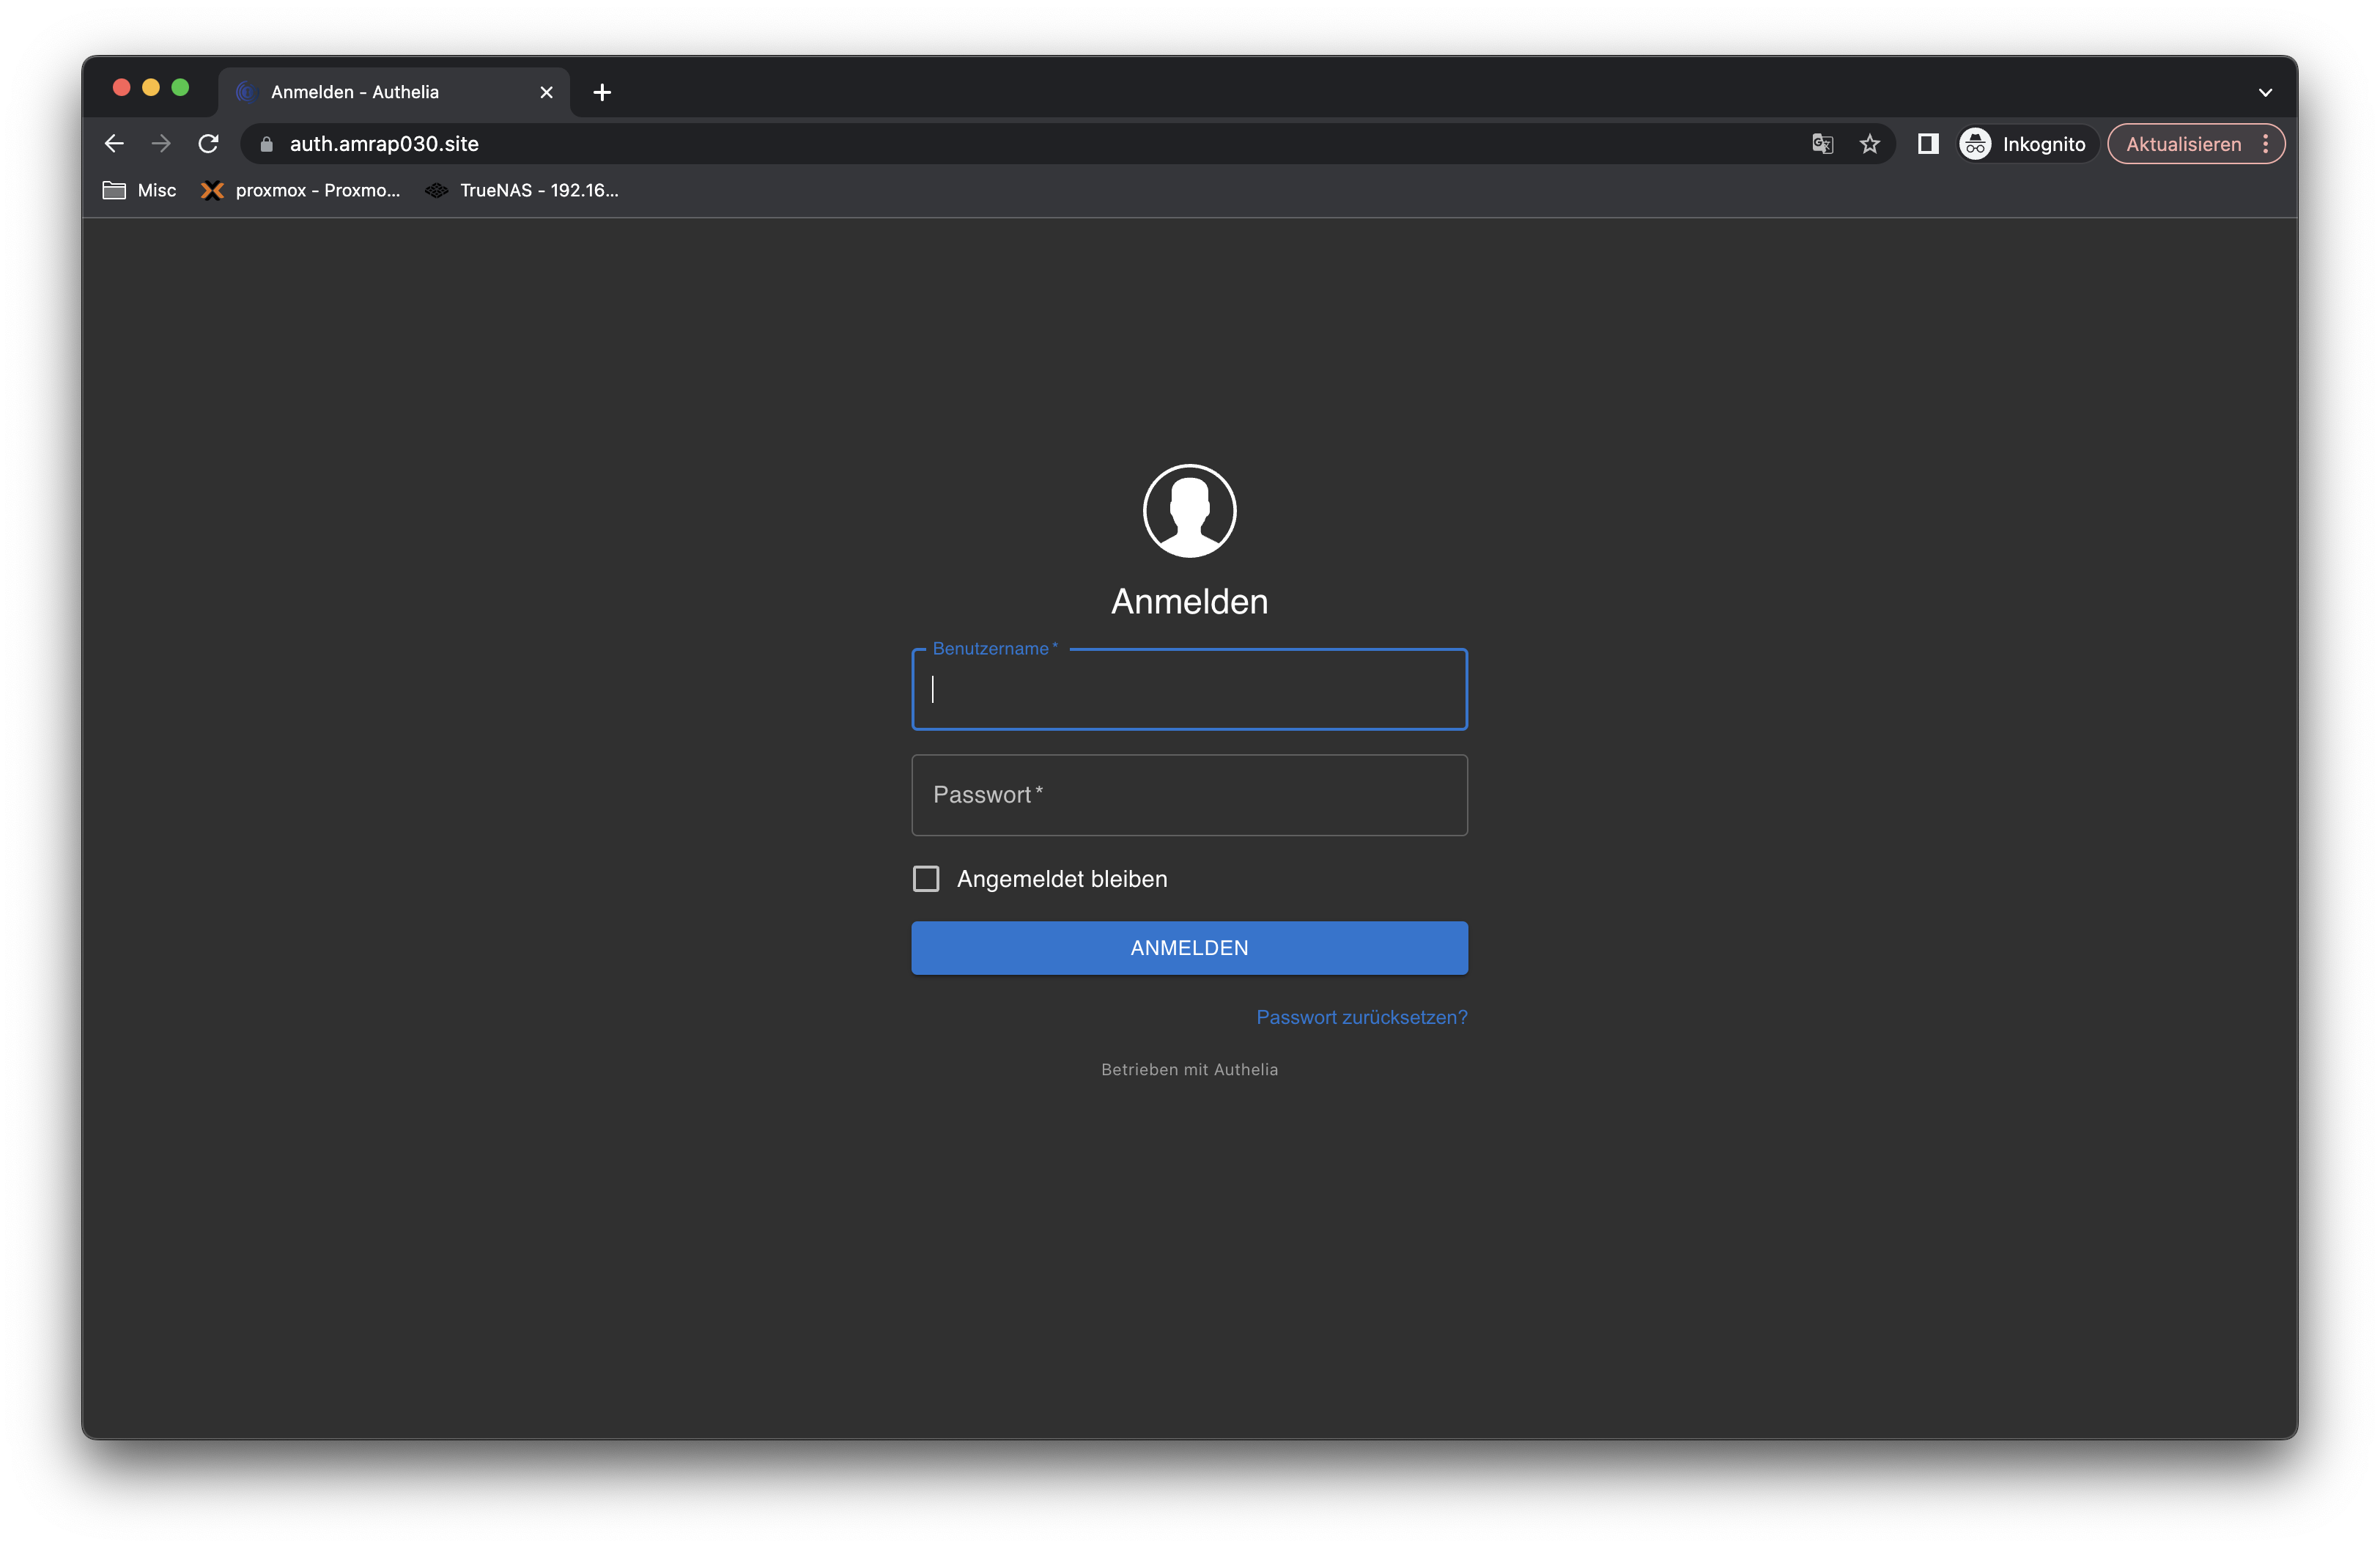 Anmelden - Authelia
auth.amrap030.site
Inkognito
Aktualisieren
Misc
proxmox - Proxmo...
TrueNAS - 192.16...
Anmelden
Benutzername *
Passwort *
Angemeldet bleiben
ANMELDEN
Passwort zurücksetzen?
Betrieben mit Authelia